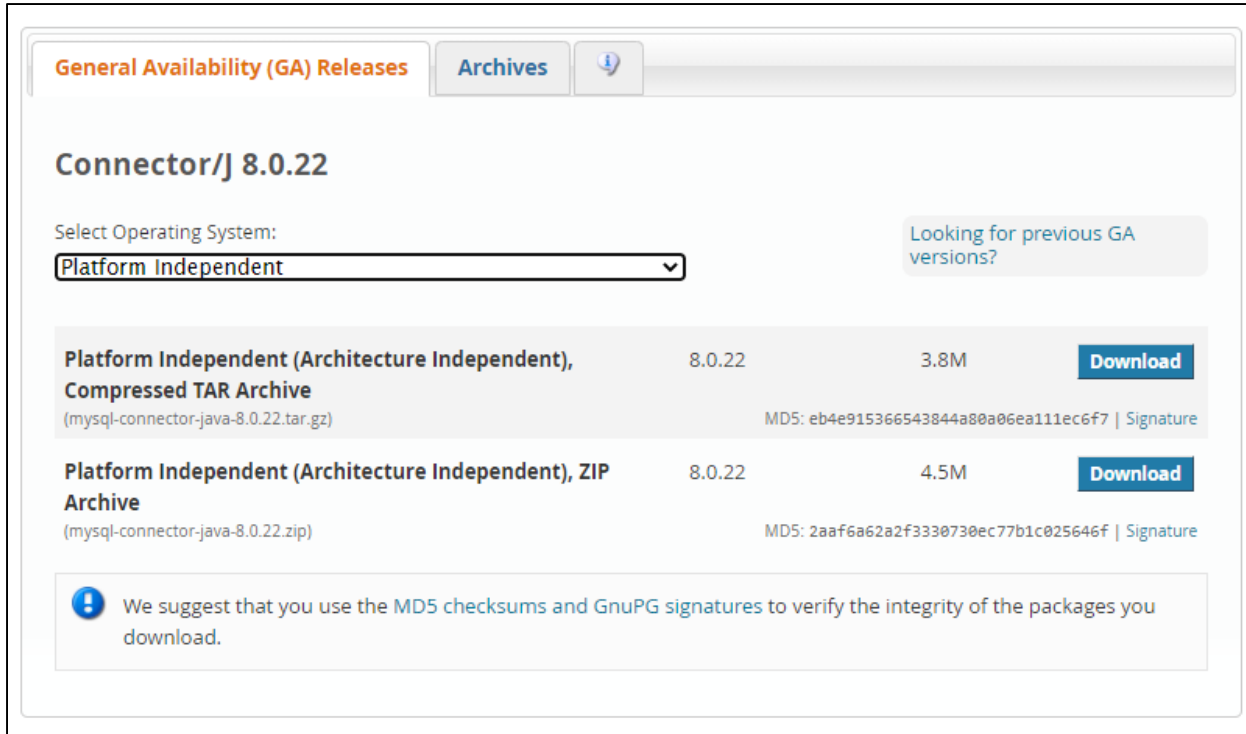 General Availability (GA) Releases
Archives
Connector/J 8.0.22
Select Operating System:
Looking for previous GA
versions?
Platform Independent
Platform Independent (Architecture Independent),
Compressed TAR Archive
8.0.22
3.8M
Download
(mysql-connector-java-8.0.22.tar.gz)
MD5: eb4e915366543844a80a06ea111ec6f7 | Signature
Platform Independent (Architecture Independent), ZIP
Archive
8.0.22
4.5M
Download
(mysql-connector-java-8.0.22.zip)
MD5: 2aaf6a62a2f3330730ec77b1c025646f | Signature
We suggest that you use the MD5 checksums and GnuPG signatures to verify the integrity of the packages you
download.